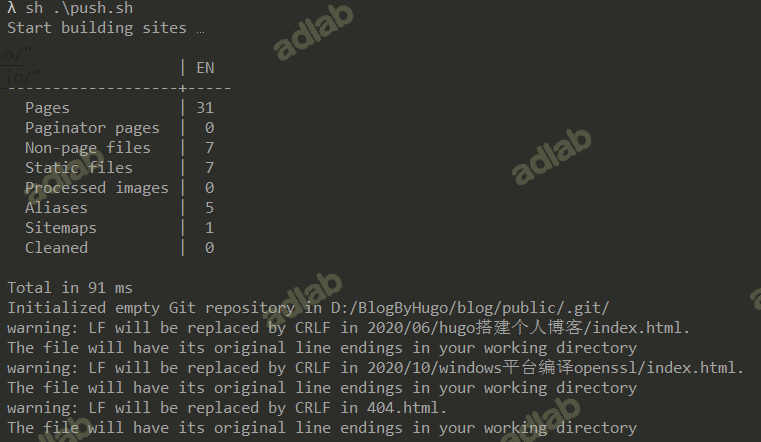 λ sh .\push.sh
Start building sites …
| EN
-------------------+-----
Pages | 31
Paginator pages | 0
Non-page files | 7
Static files | 7
Processed images | 0
Aliases | 5
Sitemaps | 1
Cleaned | 0
Total in 91 ms
Initialized empty Git repository in D:/BlogByHugo/blog/public/.git/
warning: LF will be replaced by CRLF in 2020/06/hugo搭建个人博客/index.html.
The file will have its original line endings in your working directory
warning: LF will be replaced by CRLF in 2020/10/windows平台编译openssl/index.html.
The file will have its original line endings in your working directory
warning: LF will be replaced by CRLF in 404.html.
The file will have its original line endings in your working directory
adlab
adlab
adlab
adlab
adlab